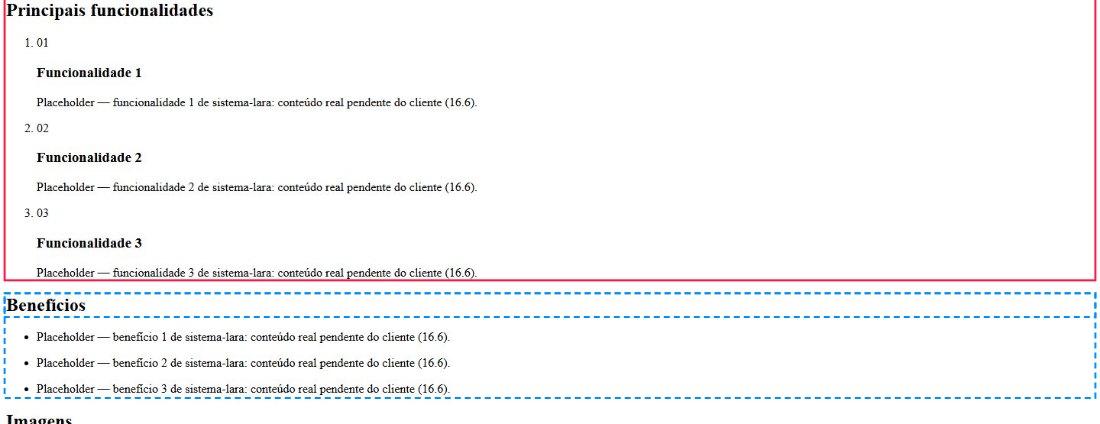 Principais funcionalidades
1. 01
Funcionalidade 1
Placeholder — funcionalidade 1 de sistema-lara: conteúdo real pendente do cliente (16.6).
2. 02
Funcionalidade 2
Placeholder — funcionalidade 2 de sistema-lara: conteúdo real pendente do cliente (16.6).
3. 03
Funcionalidade 3
Placeholder — funcionalidade 3 de sistema-lara: conteúdo real pendente do cliente (16.6).
Benefícios
• Placeholder — benefício 1 de sistema-lara: conteúdo real pendente do cliente (16.6).
• Placeholder — benefício 2 de sistema-lara: conteúdo real pendente do cliente (16.6).
• Placeholder — benefício 3 de sistema-lara: conteúdo real pendente do cliente (16.6).
Imagens